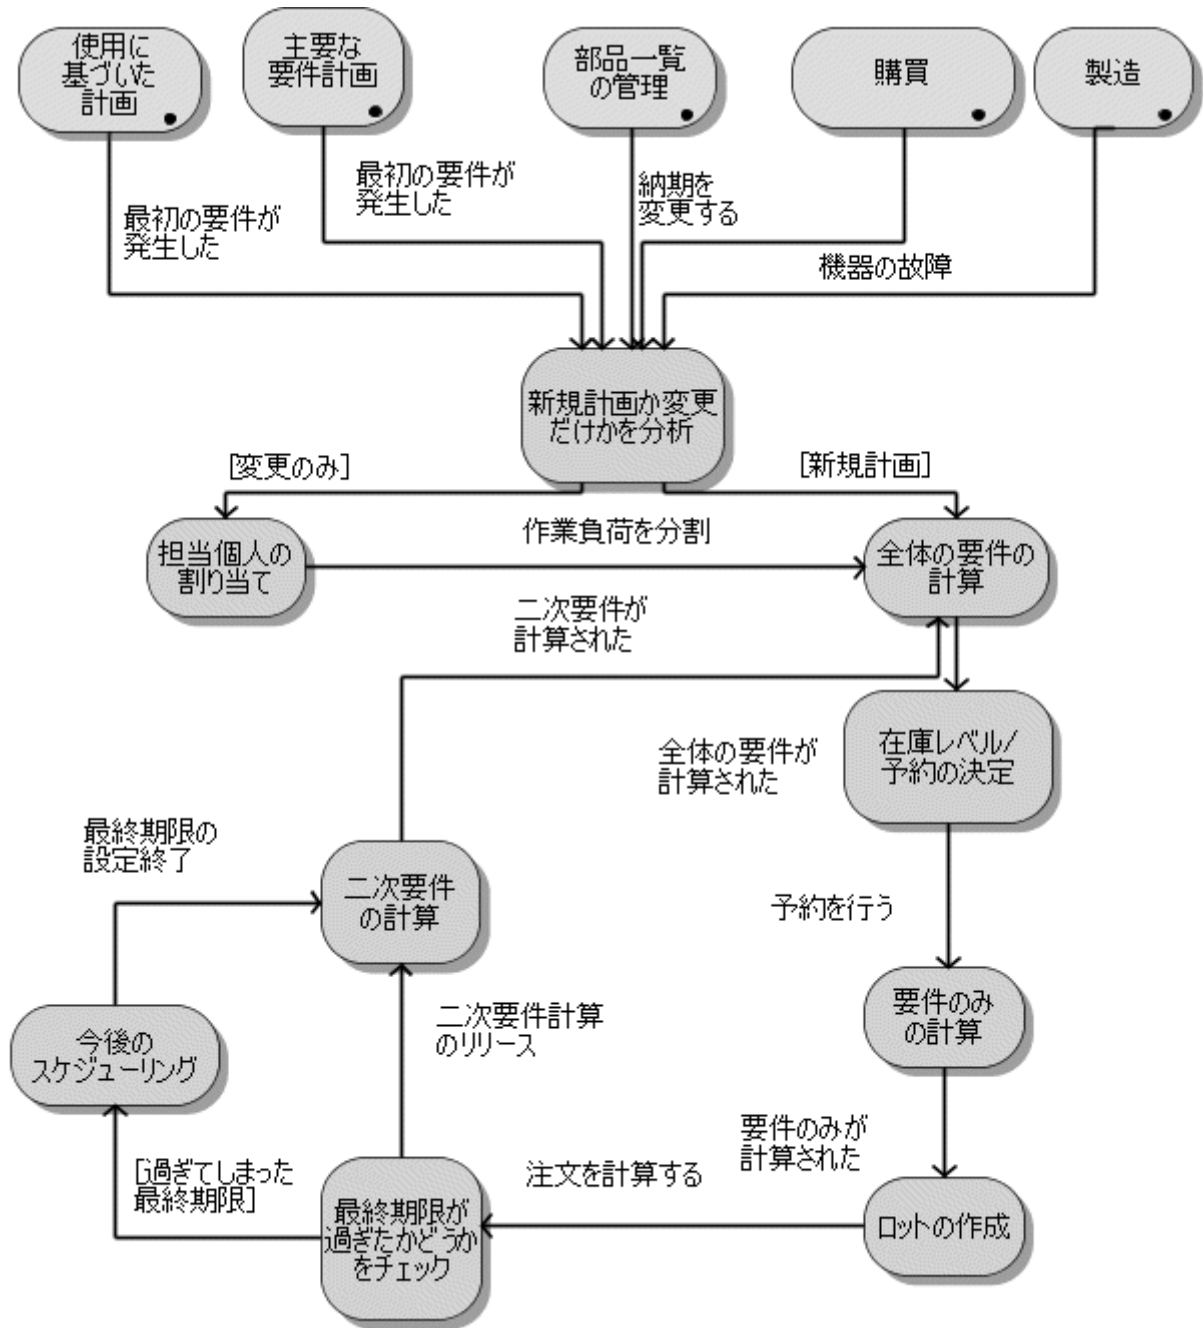 使用に
基づいた
計画
主要な
要件計画
部品一覧
の管理
購買
製造
最初の要件が
発生した
最初の要件が
発生した
納期を
変更する
機器の故障
新規計画か変更
だけかを分析
[変更のみ]
[新規計画]
担当個人の
割り当て
作業負荷を分割
全体の要件の
計算
二次要件が
計算された
全体の要件が
計算された
在庫レベル/
予約の決定
最終期限の
設定終了
二次要件
の計算
予約を行う
今後の
スケジューリング
二次要件計算
のリリース
要件のみ
の計算
[過ぎてしまった
最終期限]
注文を計算する
要件のみが
計算された
最終期限が
過ぎたかどうか
をチェック
ロットの作成